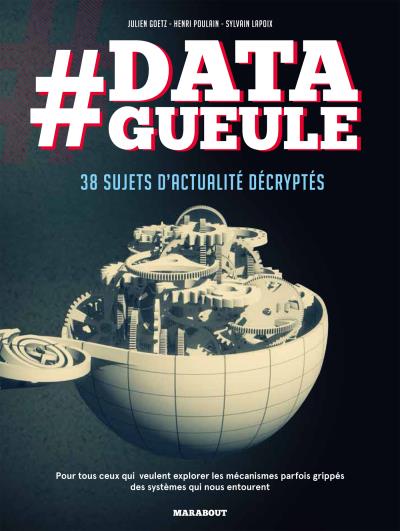 JULIEN GOETZ - HENRI POULAIN - SYLVAIN LAPOIX
#DATA
GUEULE
38 SUJETS D'ACTUALITÉ DÉCRYPTÉS
Pour tous ceux qui veulent explorer les mécanismes parfois grippés
des systèmes qui nous entourent
MARABOUT